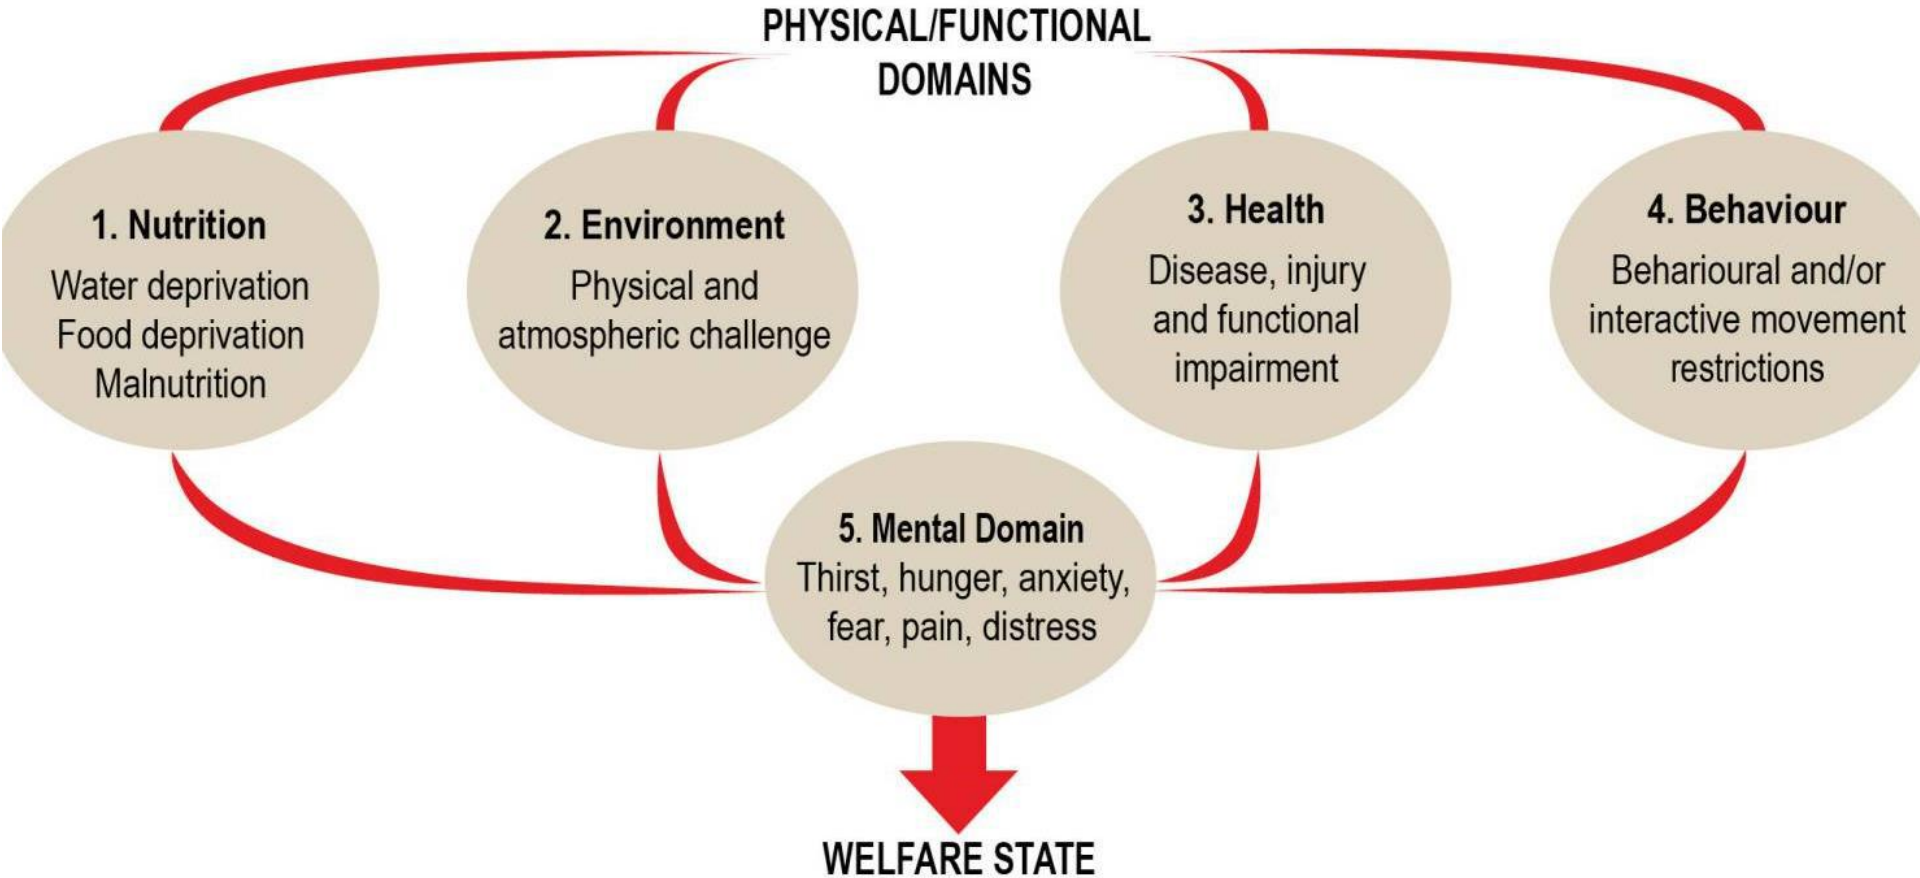 PHYSICAL/FUNCTIONAL
DOMAINS
1. Nutrition
Water deprivation
Food deprivation
Malnutrition
2. Environment
Physical and
atmospheric challenge
3. Health
Disease, injury
and functional
impairment
4. Behaviour
Beharioural and/or
interactive movement
restrictions
5. Mental Domain
Thirst, hunger, anxiety,
fear, pain, distress
WELFARE STATE